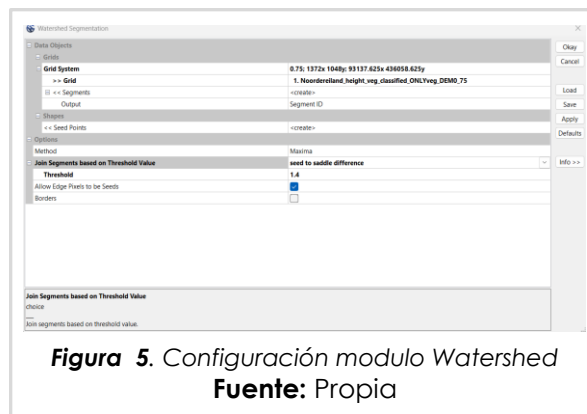 Watershed Segmentation
Data Objects
Okay
Grids
Grid System 0.75; 1372x 1048y; 93137.625x 436058.625y
Cancel
>> Grid 1. Noordereiland_height_veg_classified_ONLYveg_DEM0_75
<< Segments <create>
Load
Output Segment ID
Save
Shapes
Apply
<< Seed Points <create>
Defaults
Options
Method Maxima
Join Segments based on Threshold Value seed to saddle difference
Info >>
Threshold 1.4
Allow Edge Pixels to be Seeds
Borders
Join Segments based on Threshold Value
choice
Join segments based on threshold value.
Figura 5. Configuración modulo Watershed
Fuente: Propia